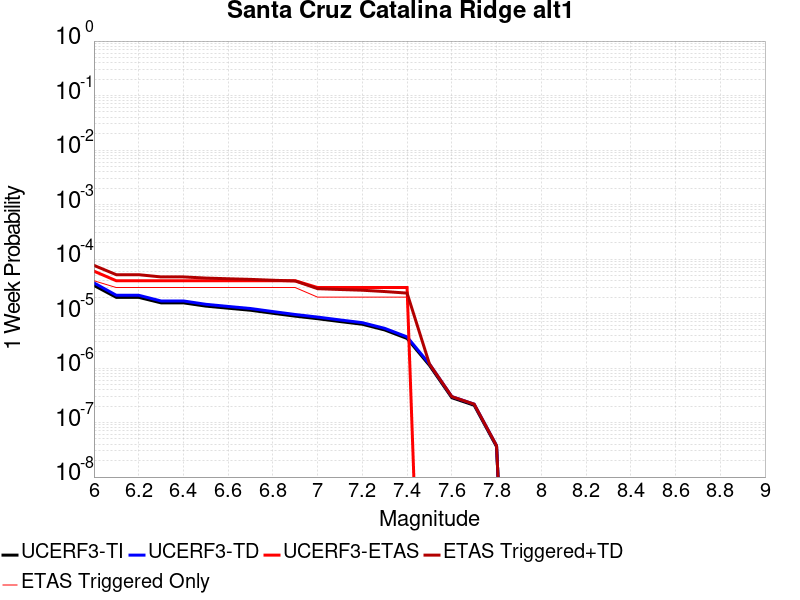 Santa Cruz Catalina Ridge alt1
1 Week Probability
10^0
10^-1
10^-2
10^-3
10^-4
10^-5
10^-6
10^-7
10^-8
6 6.2 6.4 6.6 6.8 7 7.2 7.4 7.6 7.8 8 8.2 8.4 8.6 8.8 9
Magnitude
UCERF3-TI UCERF3-TD UCERF3-ETAS ETAS Triggered+TD
ETAS Triggered Only